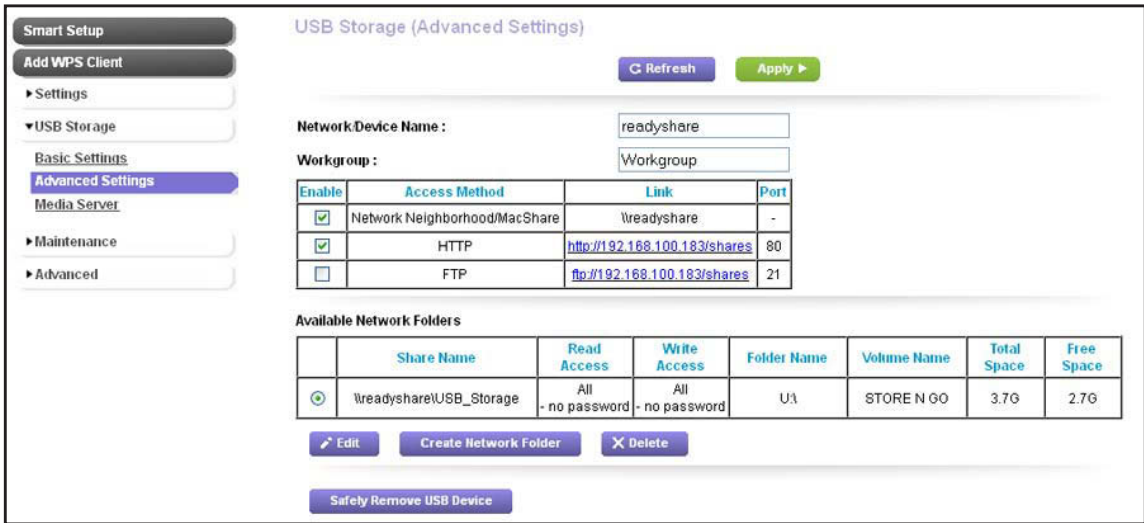 Smart Setup
Add WPS Client
Settings
USB Storage
Basic Settings
Advanced Settings
Media Server
Maintenance
Advanced
USB Storage (Advanced Settings)
Refresh Apply
Network/Device Name : readyshare
Workgroup : Workgroup
Enable Access Method Link Port
Network Neighborhood/MacShare \\readyshare -
HTTP http://192.168.100.183/shares 80
FTP ftp://192.168.100.183/shares 21
Available Network Folders
Share Name Read Access Write Access Folder Name Volume Name Total Space Free Space
\\readyshare\USB_Storage All - no password All - no password U:\ STORE N GO 3.7G 2.7G
Edit Create Network Folder X Delete
Safely Remove USB Device